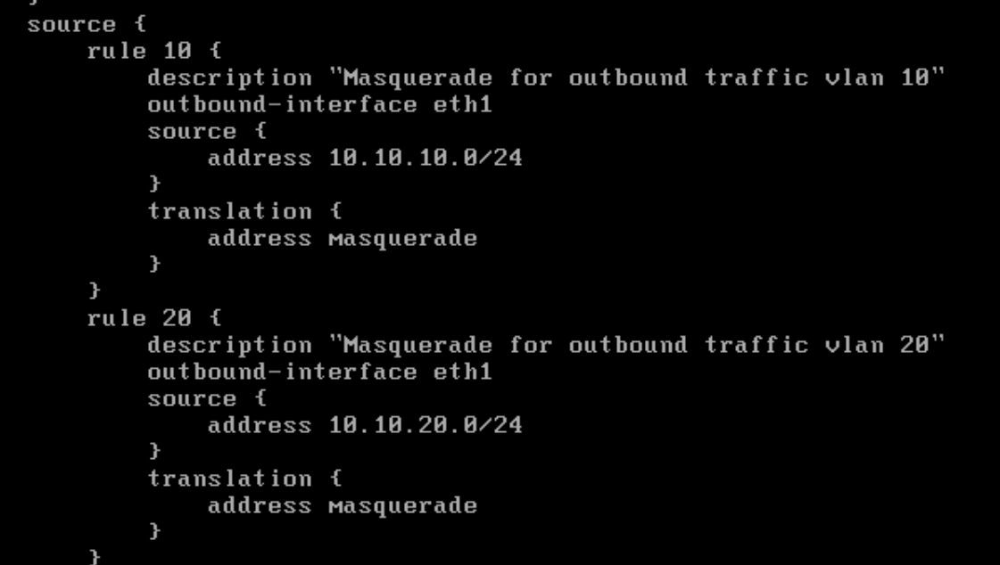 }
source {
    rule 10 {
        description "Masquerade for outbound traffic vlan 10"
        outbound-interface eth1
        source {
            address 10.10.10.0/24
        }
        translation {
            address masquerade
        }
    }
    rule 20 {
        description "Masquerade for outbound traffic vlan 20"
        outbound-interface eth1
        source {
            address 10.10.20.0/24
        }
        translation {
            address masquerade
        }
    }